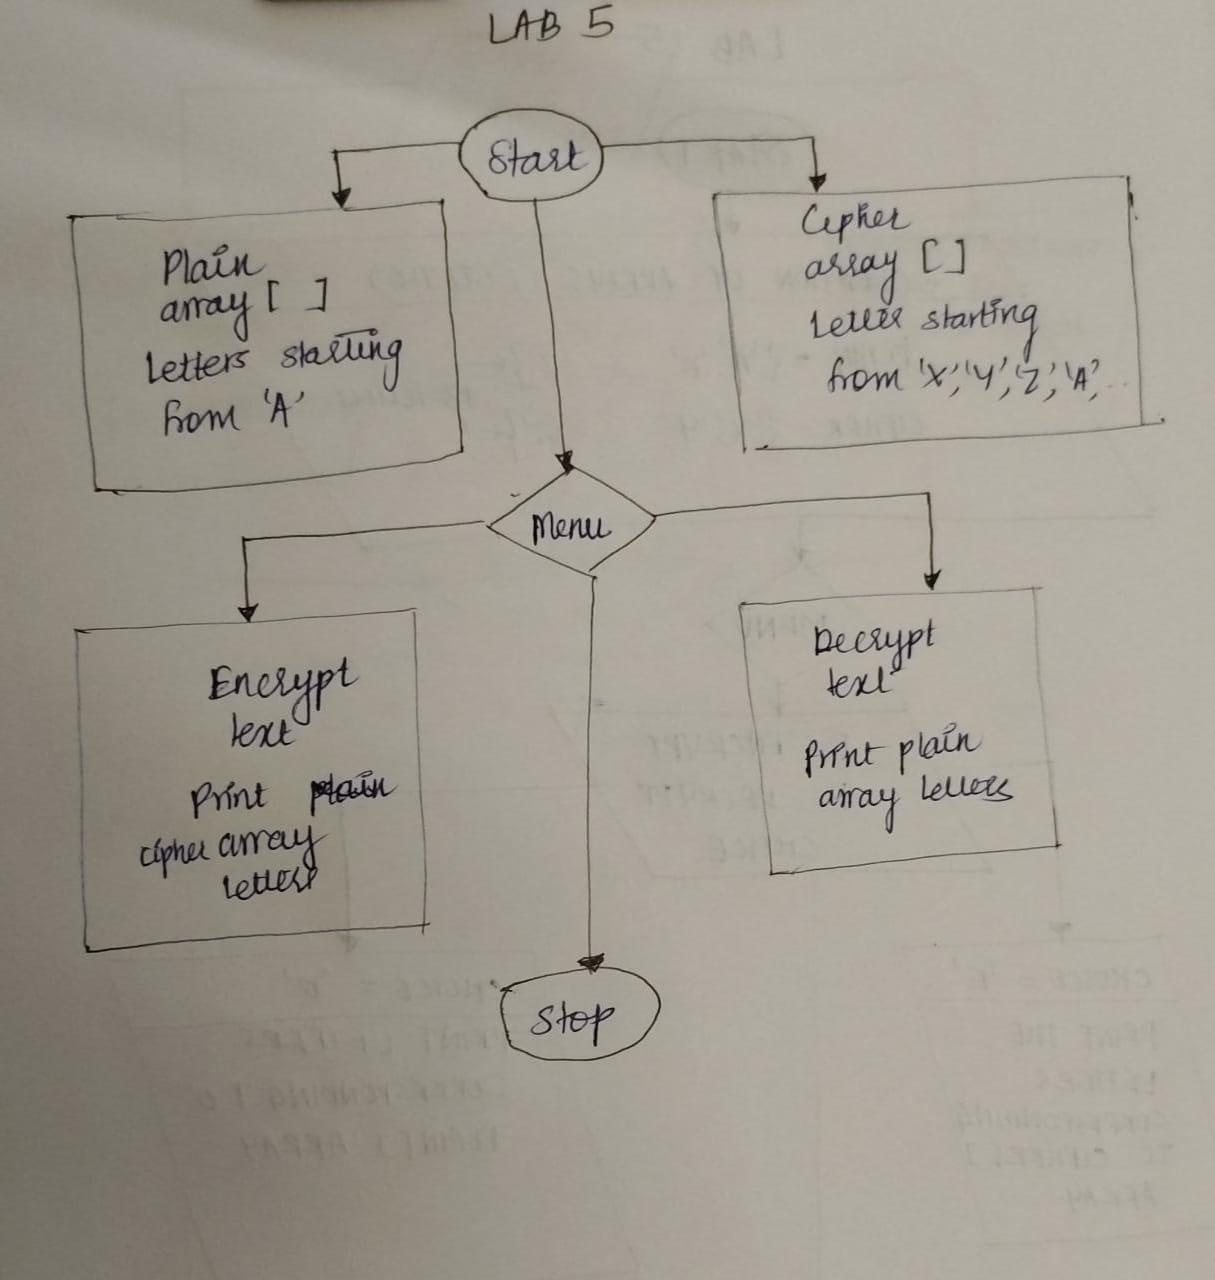 LAB 5
Start
Plain
array [ ]
Letters starting
from 'A'
Cipher
array [ ]
Letter starting
from 'X','Y','Z','A',..
Menu
Encrypt
text
Print
cipher array
letters
Decrypt
text
Print plain
array letters
Stop